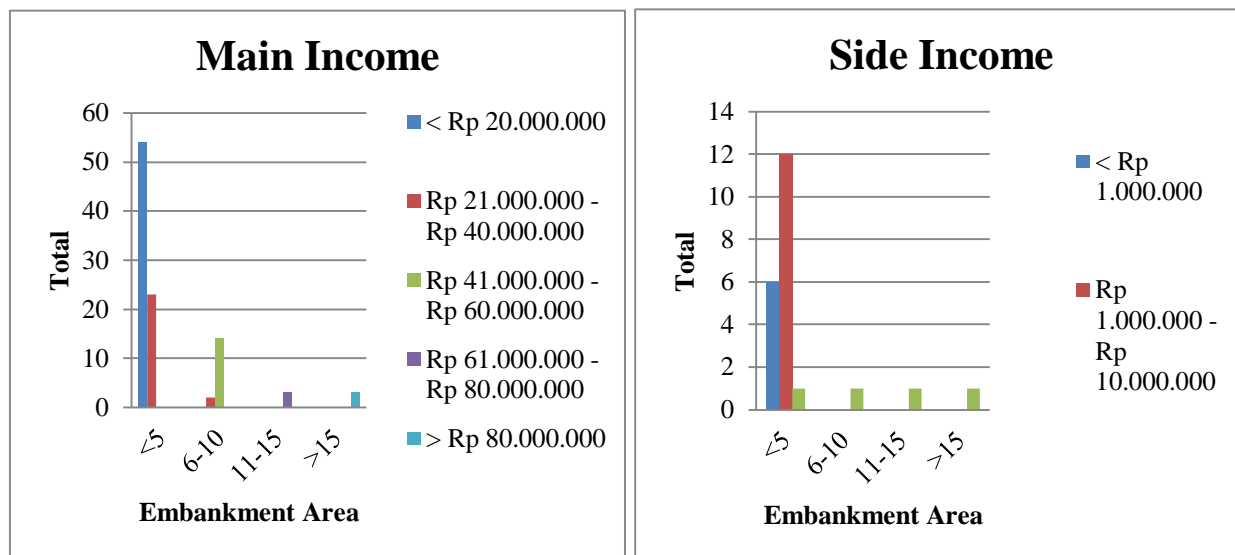 Main Income
60
50
40
30
20
10
0
Total
<5
6-10
11-15
>15
Embankment Area
< Rp 20.000.000
Rp 21.000.000 -
Rp 40.000.000
Rp 41.000.000 -
Rp 60.000.000
Rp 61.000.000 -
Rp 80.000.000
> Rp 80.000.000
Side Income
14
12
10
8
6
4
2
0
Total
<5
6-10
11-15
>15
Embankment Area
< Rp
1.000.000
Rp
1.000.000 -
Rp
10.000.000